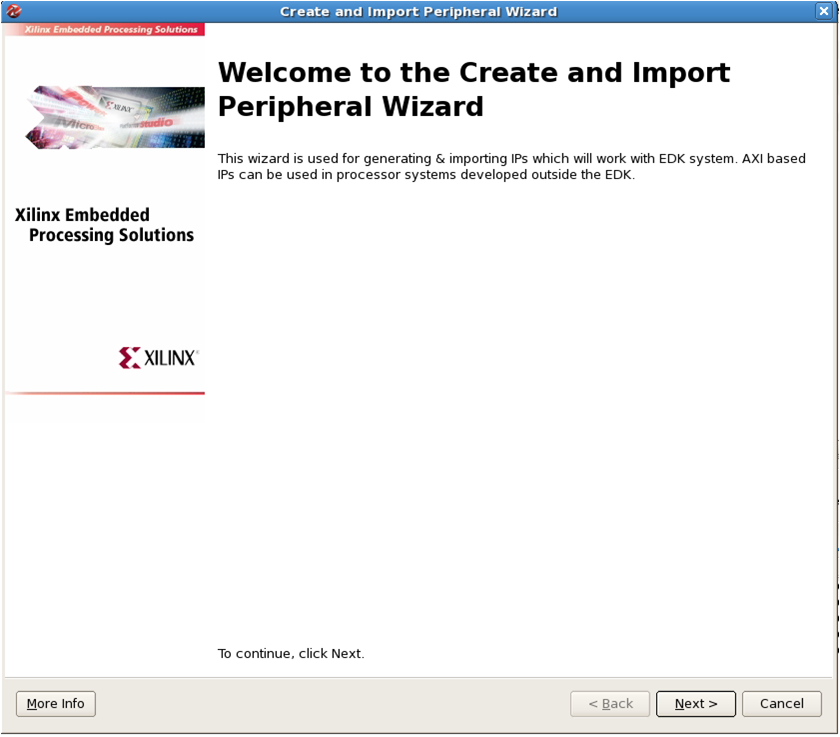 Create and Import Peripheral Wizard
Xilinx Embedded Processing Solutions
XILINX
Studio
Xilinx Embedded
Processing Solutions
XILINX
Welcome to the Create and Import
Peripheral Wizard
This wizard is used for generating & importing IPs which will work with EDK system. AXI based
IPs can be used in processor systems developed outside the EDK.
To continue, click Next.
More Info
< Back
Next >
Cancel